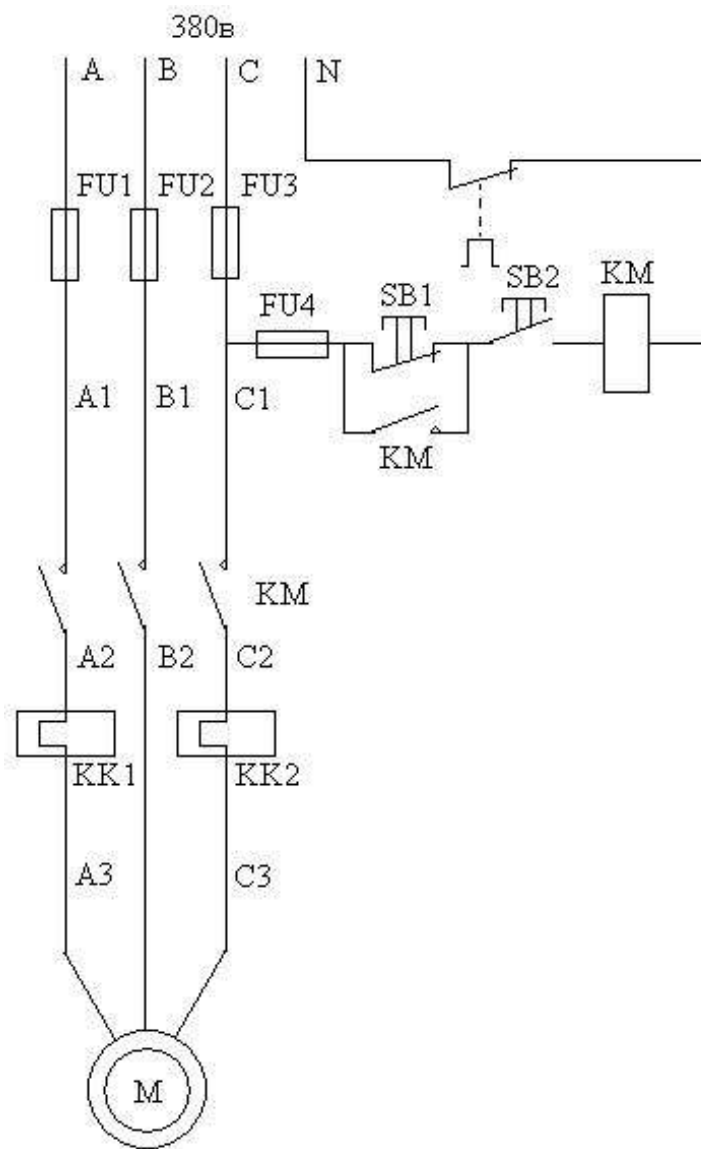 380в
A B C N
FU1 FU2 FU3
SB2 KM
SB1
FU4
A1 B1 C1
KM
KM
A2 B2 C2
KK1 KK2
A3 C3
M